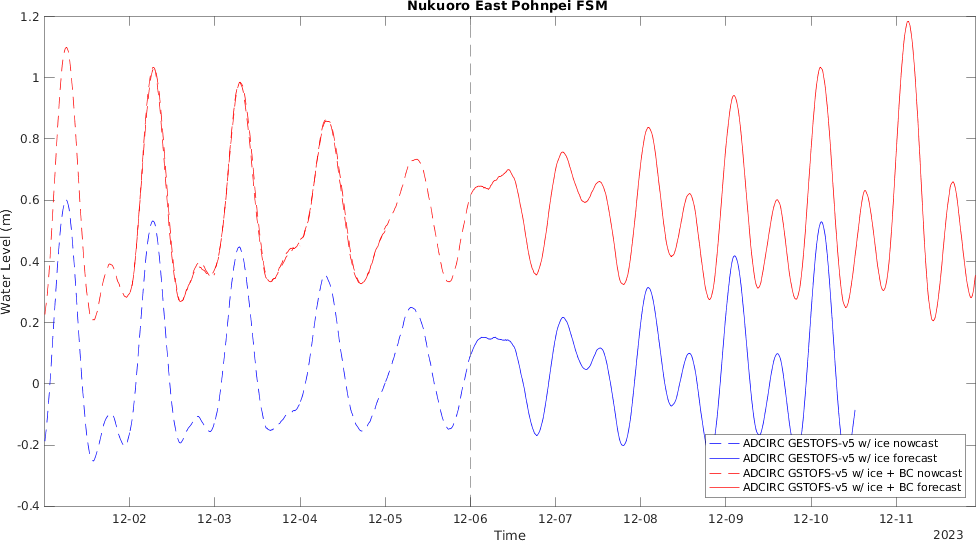 Nukuoro East Pohnpei FSM
1.2
1
0.8
0.6
0.4
0.2
0
-0.2
-0.4
Water Level (m)
ADCIRC GESTOFS-v5 w/ ice nowcast
ADCIRC GESTOFS-v5 w/ ice forecast
ADCIRC GSTOFS-v5 w/ ice + BC nowcast
ADCIRC GSTOFS-v5 w/ ice + BC forecast
12-02 12-03 12-04 12-05 12-06 12-07 12-08 12-09 12-10 12-11
Time
2023